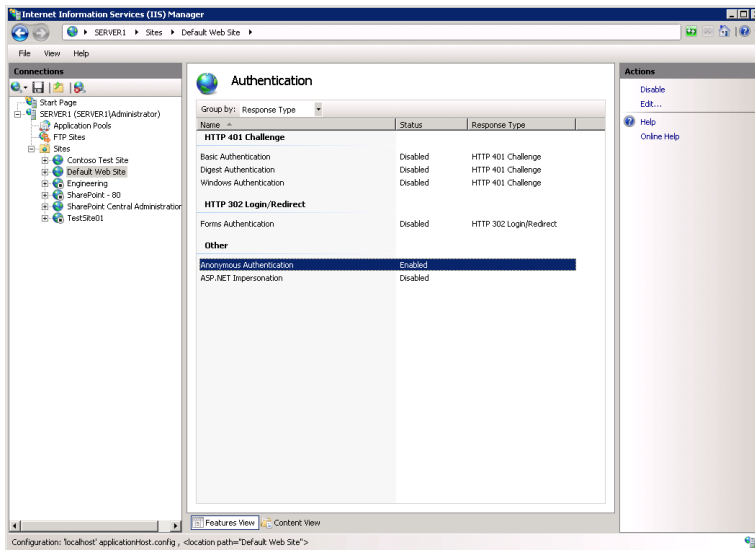 Internet Information Services (IIS) Manager
SERVER1 Sites Default Web Site
File View Help
Connections
Start Page
SERVER1 (SERVER1\Administrator)
Application Pools
FTP Sites
Sites
Contoso Test Site
Default Web Site
Engineering
SharePoint - 80
SharePoint Central Administration
TestSite01
Authentication
Group by: Response Type
Name Status Response Type
HTTP 401 Challenge
Basic Authentication Disabled HTTP 401 Challenge
Digest Authentication Disabled HTTP 401 Challenge
Windows Authentication Disabled HTTP 401 Challenge
HTTP 302 Login/Redirect
Forms Authentication Disabled HTTP 302 Login/Redirect
Other
Anonymous Authentication Enabled
ASP.NET Impersonation Disabled
Features View Content View
Actions
Disable
Edit...
Help
Online Help
Configuration: 'localhost' applicationHost.config , <location path="Default Web Site">